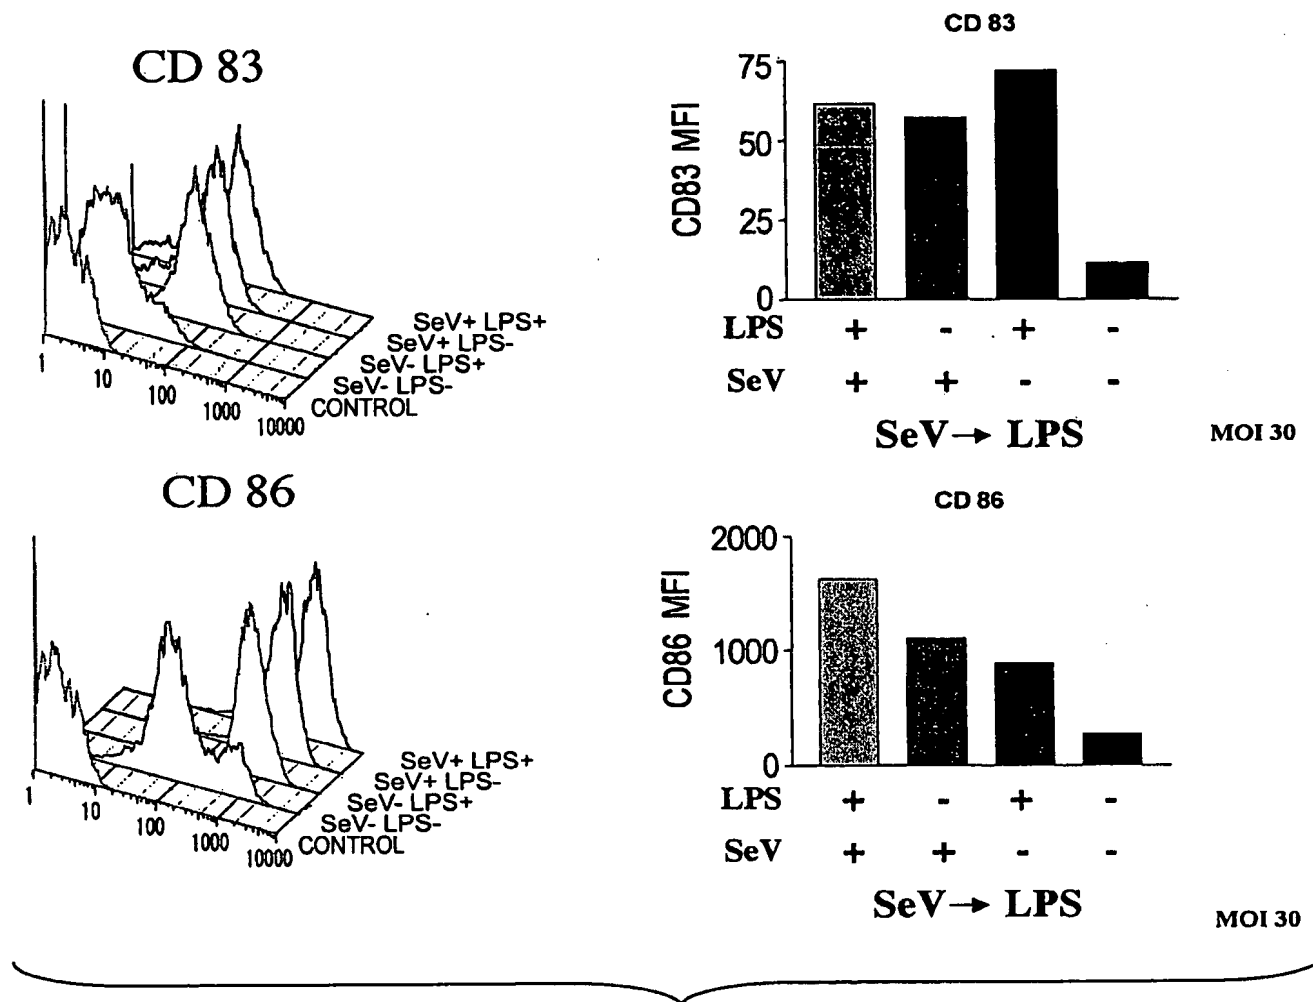 CD 83
SeV+ LPS+
SeV+ LPS-
SeV- LPS+
SeV- LPS-
CONTROL
1
10
100
1000
10000
CD 83
CD83 MFI
75
50
25
0
LPS + - + -
SeV + + - -
SeV→ LPS
MOI 30
CD 86
SeV+ LPS+
SeV+ LPS-
SeV- LPS+
SeV- LPS-
CONTROL
1
10
100
1000
10000
CD 86
CD86 MFI
2000
1000
0
LPS + - + -
SeV + + - -
SeV→ LPS
MOI 30